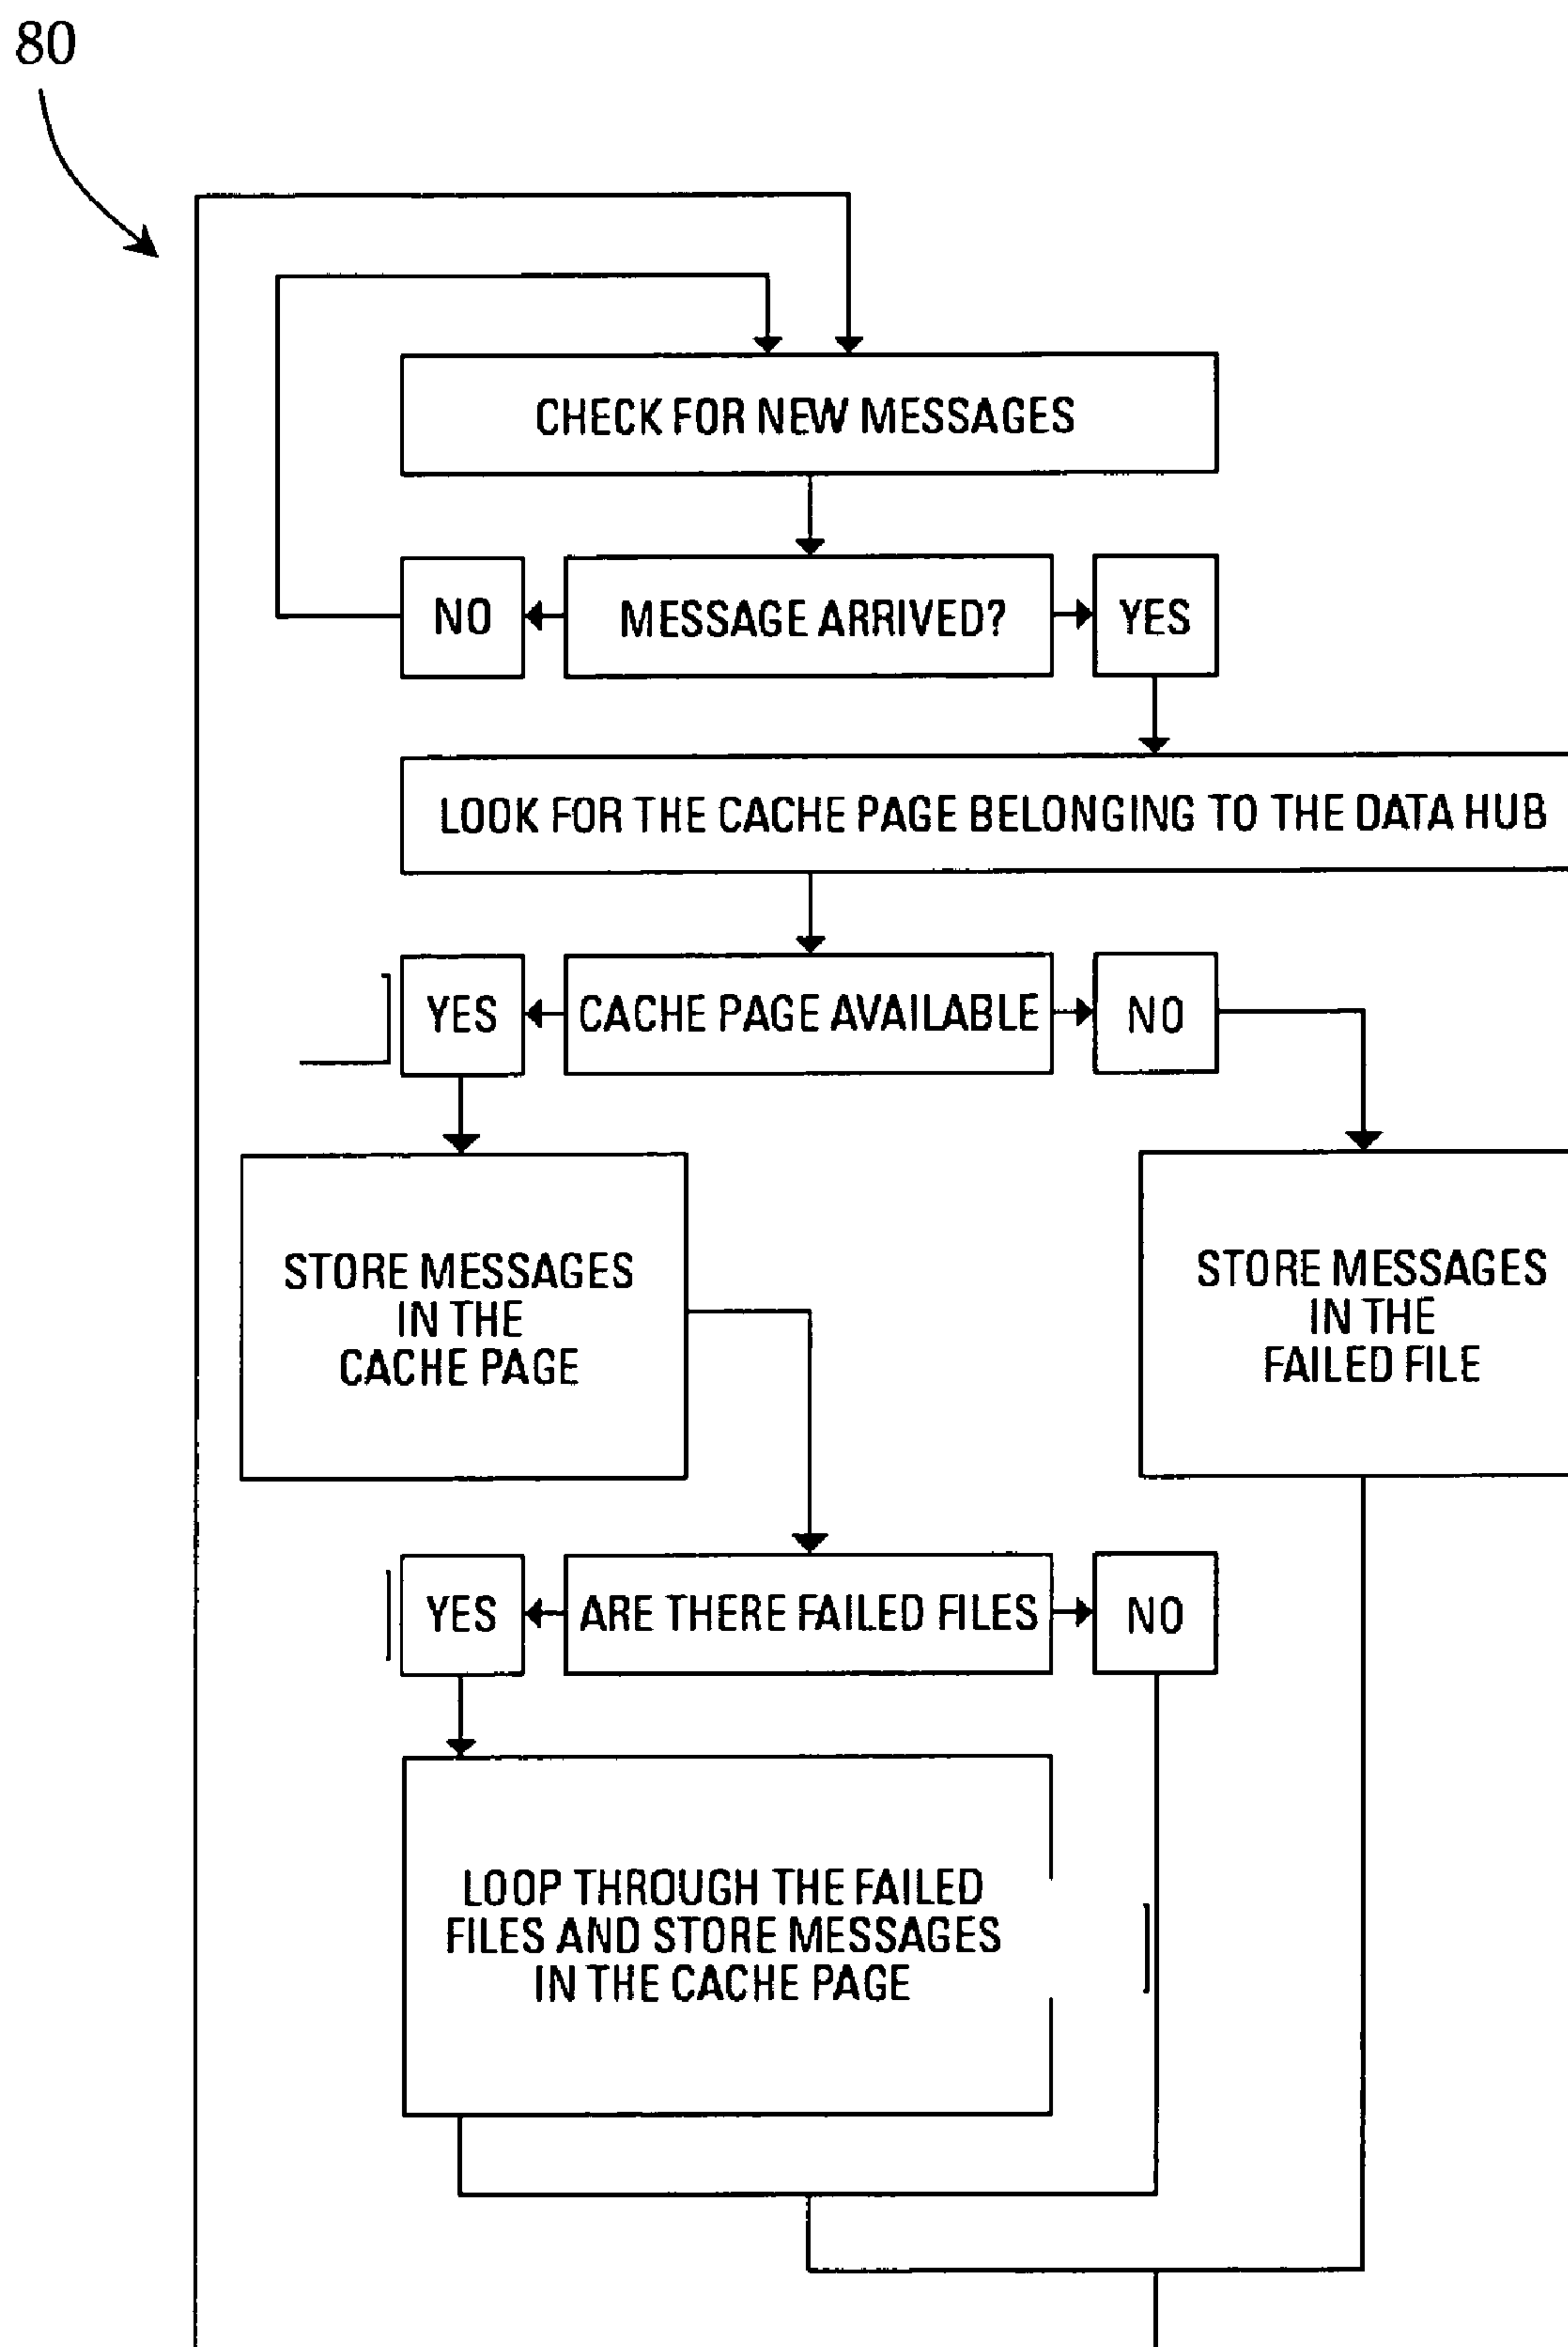 80
CHECK FOR NEW MESSAGES
NO
MESSAGE ARRIVED?
YES
LOOK FOR THE CACHE PAGE BELONGING TO THE DATA HUB
YES
CACHE PAGE AVAILABLE
NO
STORE MESSAGES
IN THE
CACHE PAGE
STORE MESSAGES
IN THE
FAILED FILE
YES
ARE THERE FAILED FILES
NO
LOOP THROUGH THE FAILED
FILES AND STORE MESSAGES
IN THE CACHE PAGE